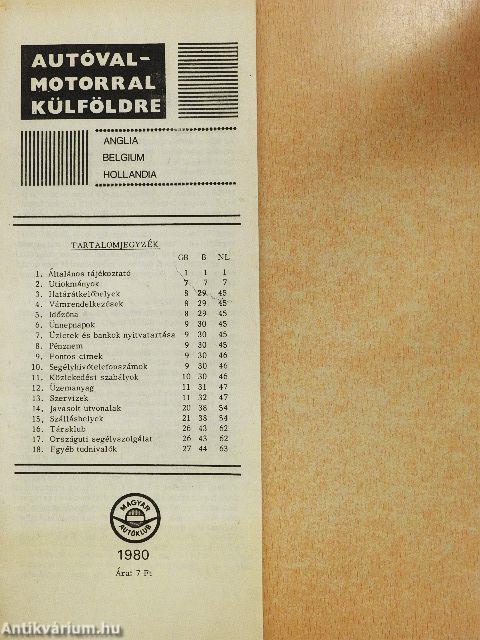 AUTÓVAL-
MOTORRAL
KÜLFÖLDRE
ANGLIA
BELGIUM
HOLLANDIA
TARTALOMJEGYZÉK
GB B NL
1. Általános tájékoztató 1 1 1
2. Utiokmányok 7 7 7
3. Határátkelőhelyek 8 29 45
4. Vámrendelkezések 8 29 45
5. Időzóna 8 29 45
6. Ünnepnapok 9 30 45
7. Üzletek és bankok nyitvatartása 9 30 45
8. Pénznem 9 30 45
9. Fontos címek 9 30 46
10. Segélyhívótelefonszámok 9 30 46
11. Közlekedési szabályok 10 30 46
12. Üzemanyag 11 31 47
13. Szervizek 11 32 47
14. Javasolt utvonalak 20 38 54
15. Szálláshelyek 21 38 54
16. Társklub 26 43 62
17. Országuti segélyszolgálat 26 43 62
18. Egyéb tudnivalók 27 44 63
MAGYAR
AUTÓKLUB
1980
Ára: 7 Ft
Antikvárium.hu